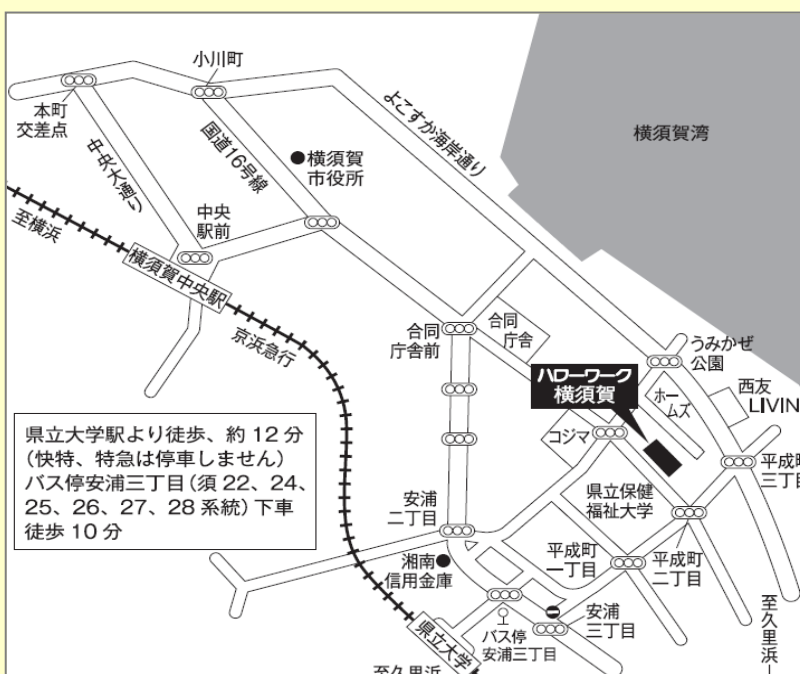 小川町
本町
交差点
中央大通り
国道16号線
よこすか海岸通り
横須賀湾
横須賀
市役所
至横浜
中央
駅前
横須賀中央駅
京浜急行
合同
庁舎前
合同
庁舎
うみかぜ
公園
ハローワーク
横須賀
ホー
ムズ
西友
LIVIN
コジマ
平成町
三丁目
県立大学駅より徒歩、約12分
（快特、特急は停車しません）
バス停安浦三丁目（須22、24、
25、26、27、28系統）下車
徒歩10分
県立保健
福祉大学
安浦
二丁目
湘南
信用金庫
平成町
一丁目
平成町
二丁目
バス停
安浦三丁目
安浦
三丁目
県立大学
至久里浜
至久里浜